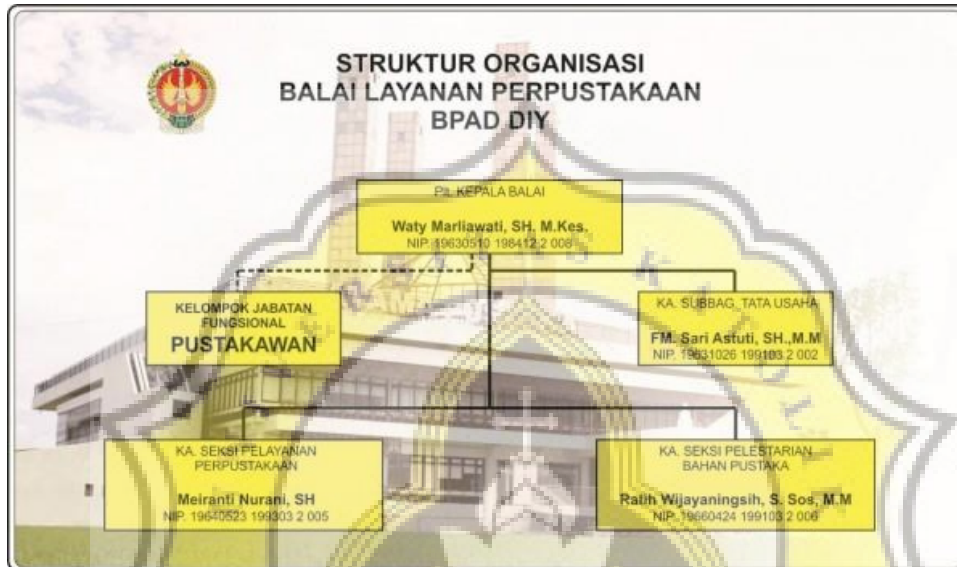 STRUKTUR ORGANISASI
BALAI LAYANAN PERPUSTAKAAN
BPAD DIY
Plt. KEPALA BALAI
Waty Marliawati, SH. M.Kes.
NIP. 19630510 198412 2 008
KELOMPOK JABATAN
FUNGSIONAL
PUSTAKAWAN
KA. SUBBAG. TATA USAHA
FM. Sari Astuti, SH.,M.M
NIP. 19631026 199103 2 002
KA. SEKSI PELAYANAN
PERPUSTAKAAN
Meiranti Nurani, SH
NIP. 19640523 199303 2 005
KA. SEKSI PELESTARIAN
BAHAN PUSTAKA
Ratih Wijayaningsih, S. Sos, M.M
NIP. 19660424 199103 2 006